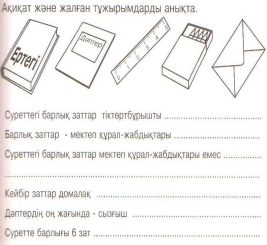 Ақиқат және жалған тұжырымдарды анықта.
Ертегі
Дәптер
Суреттегі барлық заттар тіктөртбұрышты ................................
Барлық заттар - мектеп құрал-жабдықтары ................................
Суреттегі барлық заттар мектеп құрал-жабдықтары емес ................
................................................................
Кейбір заттар домалақ ................................
Дәптердің оң жағында - сызғыш ................................
Суретте барлығы 6 зат ................................